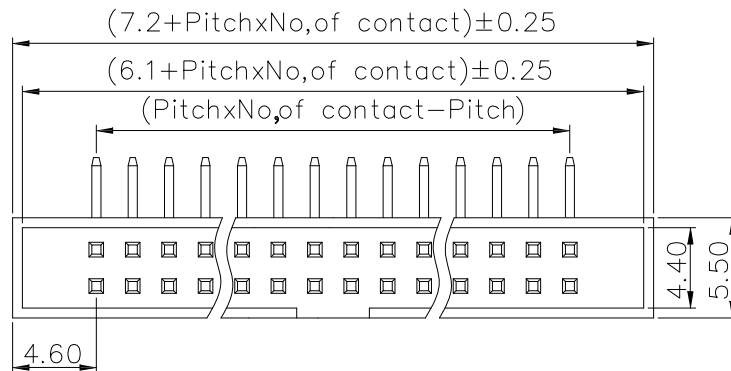 (7.2+PitchxNo,of contact)±0.25
(6.1+PitchxNo,of contact)±0.25
(PitchxNo,of contact-Pitch)
4.40
5.50
4.60